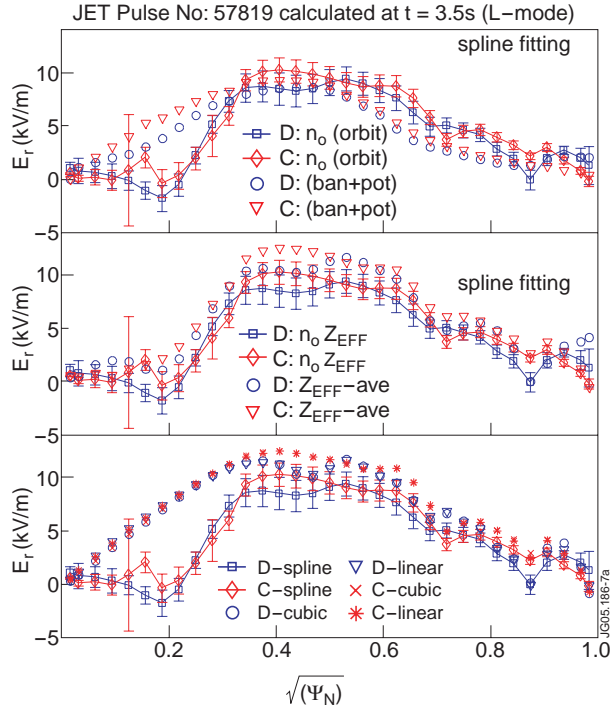 JET Pulse No: 57819 calculated at t = 3.5s (L-mode)
spline fitting
10
5
0
−5
E_r (kV/m)
D: n_o (orbit)
C: n_o (orbit)
D: (ban+pot)
C: (ban+pot)
spline fitting
10
5
0
−5
E_r (kV/m)
D: n_o Z_EFF
C: n_o Z_EFF
D: Z_EFF−ave
C: Z_EFF−ave
10
5
0
−5
E_r (kV/m)
D−spline D−linear
C−spline C−cubic
D−cubic C−linear
0 0.2 0.4 0.6 0.8 1.0
√(Ψ_N)
JG05.186-7a